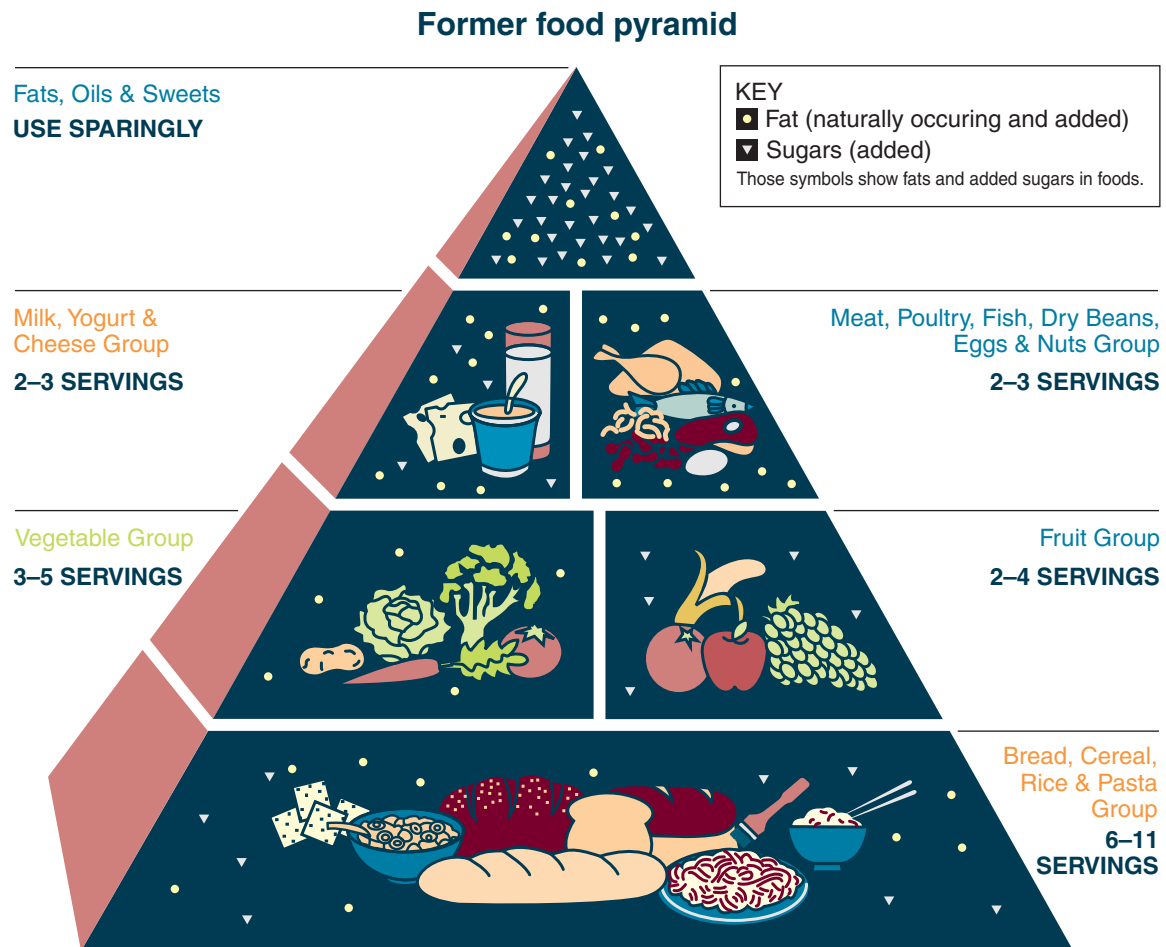 Former food pyramid
Fats, Oils & Sweets
USE SPARINGLY
KEY
Fat (naturally occuring and added)
Sugars (added)
Those symbols show fats and added sugars in foods.
Milk, Yogurt &
Cheese Group
2–3 SERVINGS
Meat, Poultry, Fish, Dry Beans,
Eggs & Nuts Group
2–3 SERVINGS
Vegetable Group
3–5 SERVINGS
Fruit Group
2–4 SERVINGS
Bread, Cereal,
Rice & Pasta
Group
6–11
SERVINGS